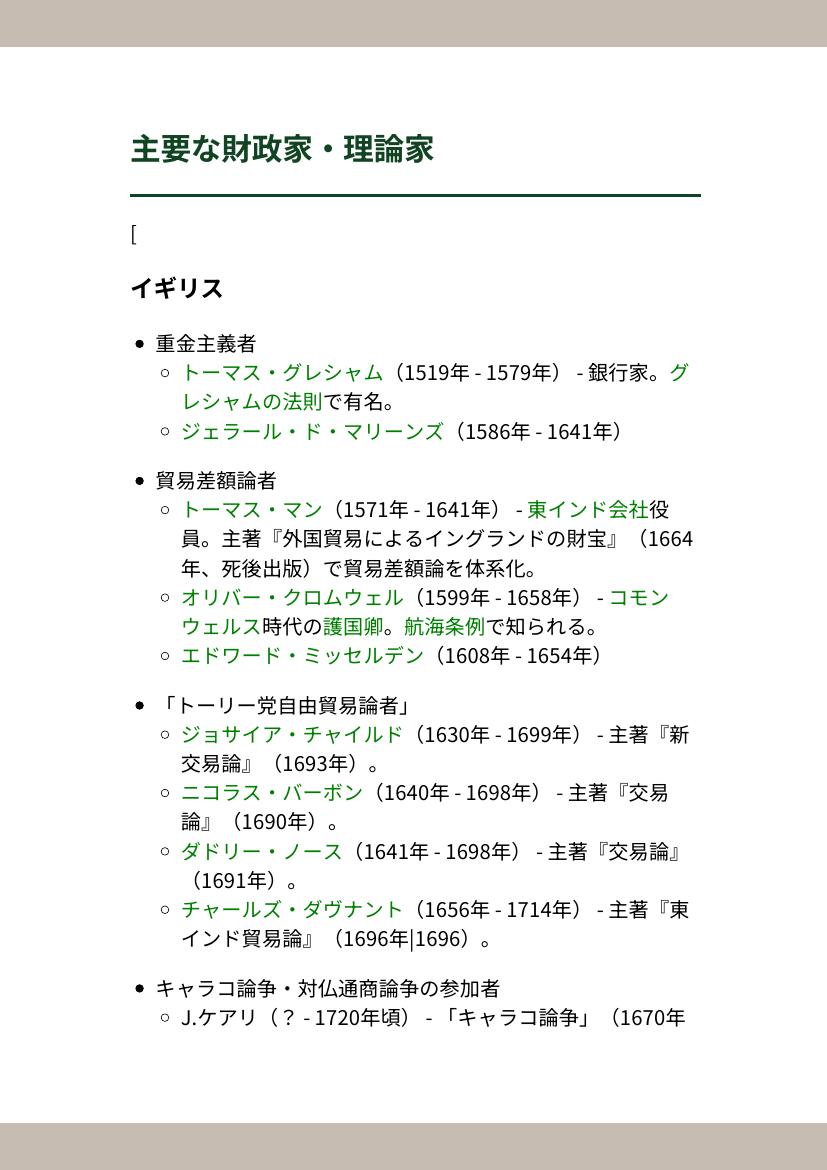 主要な財政家・理論家
[
イギリス
• 重金主義者
◦ トーマス・グレシャム（1519年 - 1579年） - 銀行家。グ
レシャムの法則で有名。
◦ ジェラール・ド・マリーンズ（1586年 - 1641年）
• 貿易差額論者
◦ トーマス・マン（1571年 - 1641年） - 東インド会社役
員。主著『外国貿易によるイングランドの財宝』（1664
年、死後出版）で貿易差額論を体系化。
◦ オリバー・クロムウェル（1599年 - 1658年） - コモン
ウェルス時代の護国卿。航海条例で知られる。
◦ エドワード・ミッセルデン（1608年 - 1654年）
• 「トーリー党自由貿易論者」
◦ ジョサイア・チャイルド（1630年 - 1699年） - 主著『新
交易論』（1693年）。
◦ ニコラス・バーボン（1640年 - 1698年） - 主著『交易
論』（1690年）。
◦ ダドリー・ノース（1641年 - 1698年） - 主著『交易論』
（1691年）。
◦ チャールズ・ダヴナント（1656年 - 1714年） - 主著『東
インド貿易論』（1696年|1696）。
• キャラコ論争・対仏通商論争の参加者
◦ J.ケアリ（？ - 1720年頃） - 「キャラコ論争」（1670年